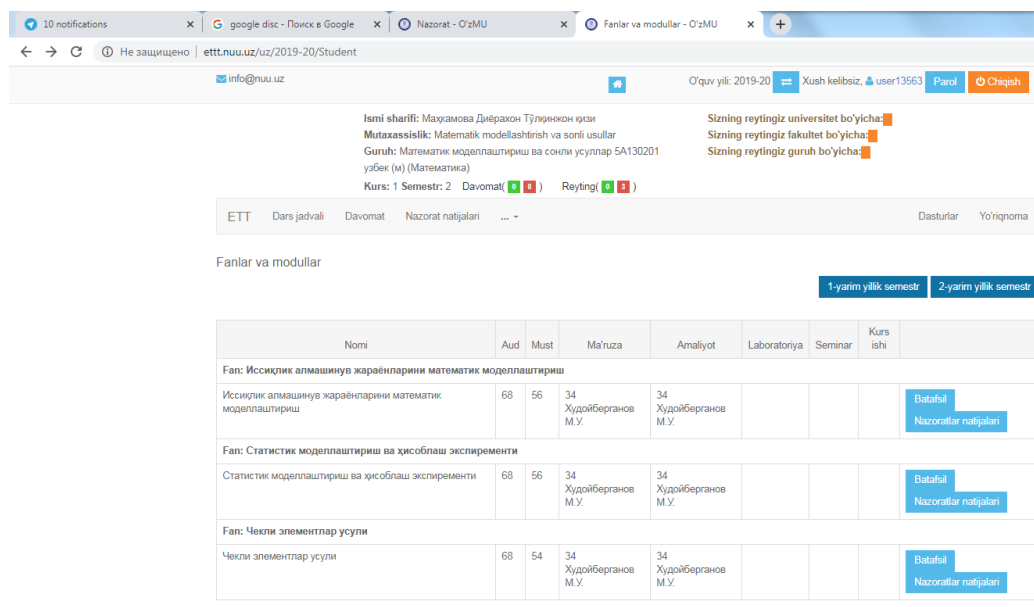 10 notifications
google disc - Поиск в Google
Nazorat - O'zMU
Fanlar va modullar - O'zMU
Не защищено | ettt.nuu.uz/uz/2019-20/Student
info@nuu.uz
O'quv yili: 2019-20 Xush kelibsiz, user13563 Parol Chiqish
Ismi sharifi: Маҳкамова Диёрахон Тўлқинжон қизи
Sizning reytingiz universitet bo'yicha:
Mutaxassislik: Matematik modellashtirish va sonli usullar
Sizning reytingiz fakultet bo'yicha:
Guruh: Математик моделлаштириш ва сонли усуллар 5А130201
Sizning reytingiz guruh bo'yicha:
узбек (м) (Математика)
Kurs: 1 Semestr: 2 Davomat( 0 0 ) Reyting( 0 3 )
ETT Dars jadvali Davomat Nazorat natijalari ... Dasturlar Yo'riqnoma
Fanlar va modullar
1-yarim yillik semestr 2-yarim yillik semestr
Nomi Aud Must Ma'ruza Amaliyot Laboratoriya Seminar Kurs
ishi
Fan: Иссиқлик алмашинув жараёнларини математик моделлаштириш
Иссиқлик алмашинув жараёнларини математик 68 56 34 34 Batafsil
моделлаштириш Худойберганов Худойберганов
М.У. М.У. Nazoratlar natijalari
Fan: Статистик моделлаштириш ва ҳисоблаш экспиременти
Статистик моделлаштириш ва ҳисоблаш экспиременти 68 56 34 34 Batafsil
Худойберганов Худойберганов
М.У. М.У. Nazoratlar natijalari
Fan: Чекли элементлар усули
Чекли элементлар усули 68 54 34 34 Batafsil
Худойберганов Худойберганов
М.У. М.У. Nazoratlar natijalari